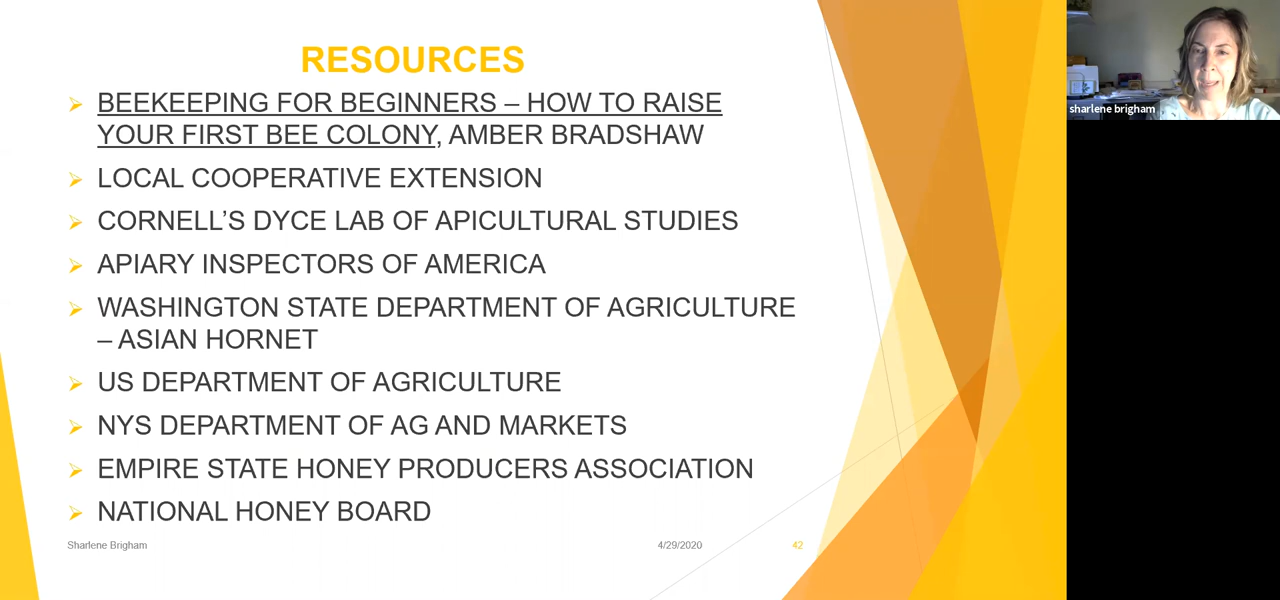 RESOURCES
BEEKEEPING FOR BEGINNERS – HOW TO RAISE
YOUR FIRST BEE COLONY, AMBER BRADSHAW
LOCAL COOPERATIVE EXTENSION
CORNELL’S DYCE LAB OF APICULTURAL STUDIES
APIARY INSPECTORS OF AMERICA
WASHINGTON STATE DEPARTMENT OF AGRICULTURE
– ASIAN HORNET
US DEPARTMENT OF AGRICULTURE
NYS DEPARTMENT OF AG AND MARKETS
EMPIRE STATE HONEY PRODUCERS ASSOCIATION
NATIONAL HONEY BOARD
Sharlene Brigham 4/29/2020 42
sharlene brigham